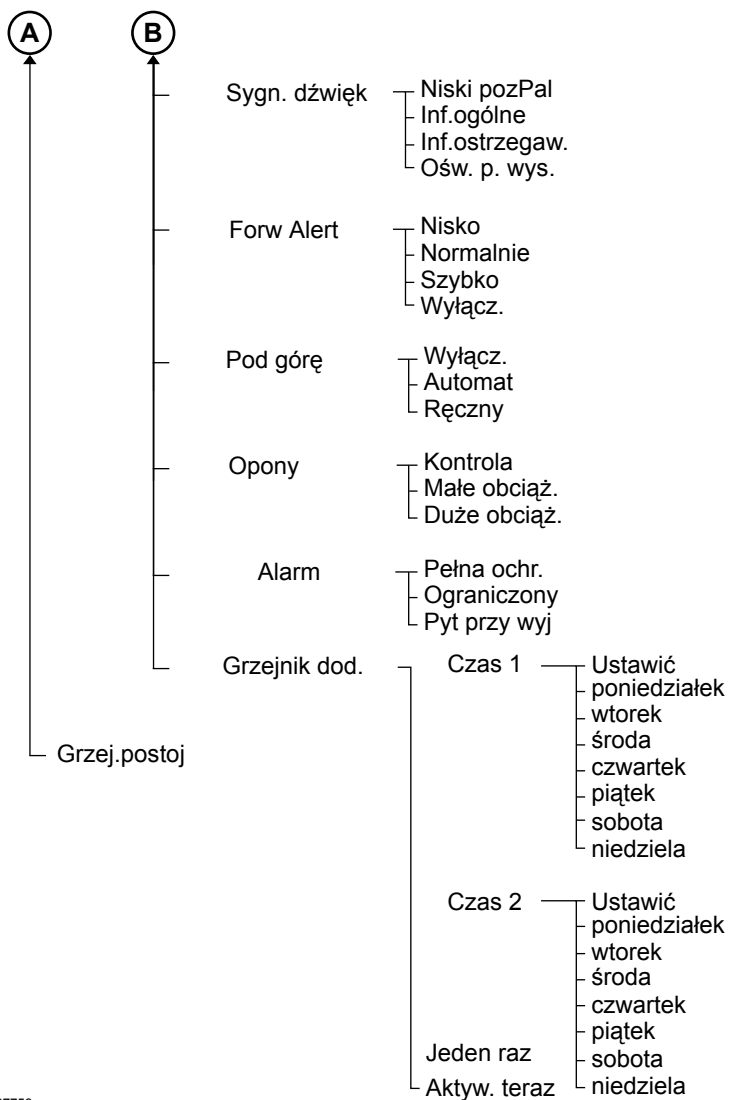 A
B
Sygn. dźwięk
Niski pozPal
Inf.ogólne
Inf.ostrzegaw.
Ośw. p. wys.
Forw Alert
Nisko
Normalnie
Szybko
Wyłącz.
Pod górę
Wyłącz.
Automat
Ręczny
Opony
Kontrola
Małe obciąż.
Duże obciąż.
Alarm
Pełna ochr.
Ograniczony
Pyt przy wyj
Grzejnik dod.
Czas 1
Ustawić
poniedziałek
wtorek
środa
czwartek
piątek
sobota
niedziela
Grzej.postoj
Czas 2
Ustawić
poniedziałek
wtorek
środa
czwartek
piątek
sobota
niedziela
Jeden raz
Aktyw. teraz